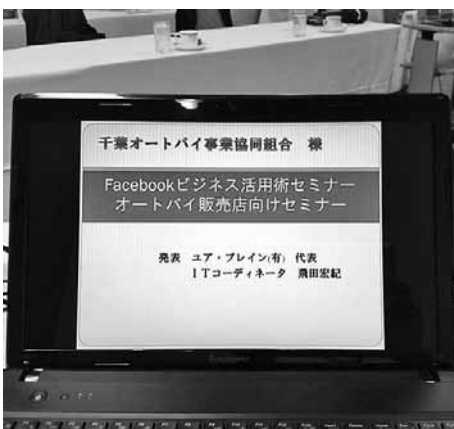 千葉オートバイ事業協同組合 様
Facebookビジネス活用術セミナー
オートバイ販売店向けセミナー
発表 ユア・ブレイン(有) 代表
ITコーディネータ 飛田宏紀